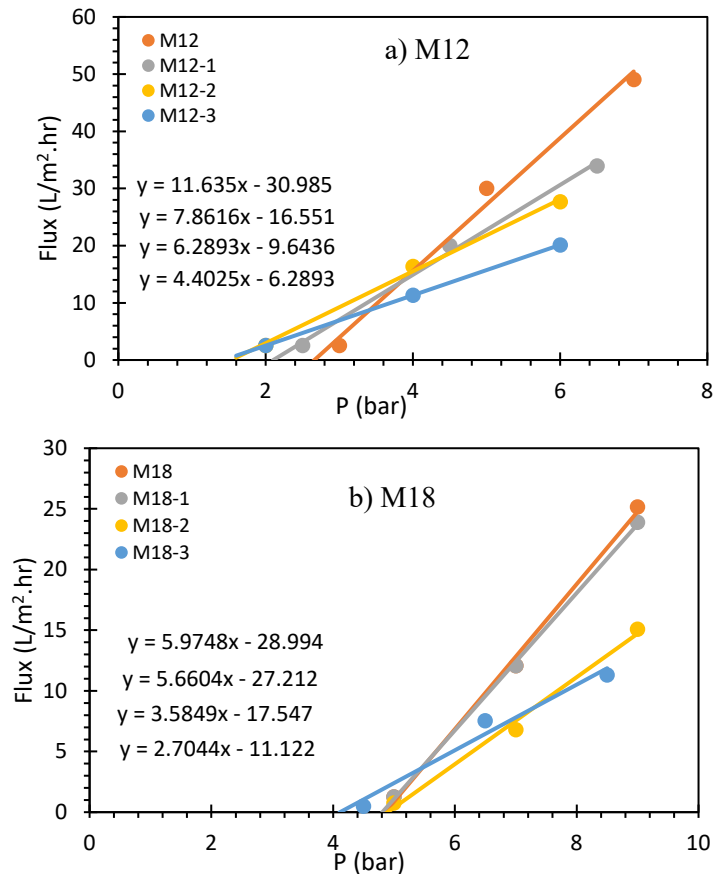 60
50
40
30
20
10
0
0
2
4
6
8
Flux (L/m².hr)
P (bar)
a) M12
M12
M12-1
M12-2
M12-3
y = 11.635x - 30.985
y = 7.8616x - 16.551
y = 6.2893x - 9.6436
y = 4.4025x - 6.2893
30
25
20
15
10
5
0
0
2
4
6
8
10
Flux (L/m².hr)
P (bar)
b) M18
M18
M18-1
M18-2
M18-3
y = 5.9748x - 28.994
y = 5.6604x - 27.212
y = 3.5849x - 17.547
y = 2.7044x - 11.122